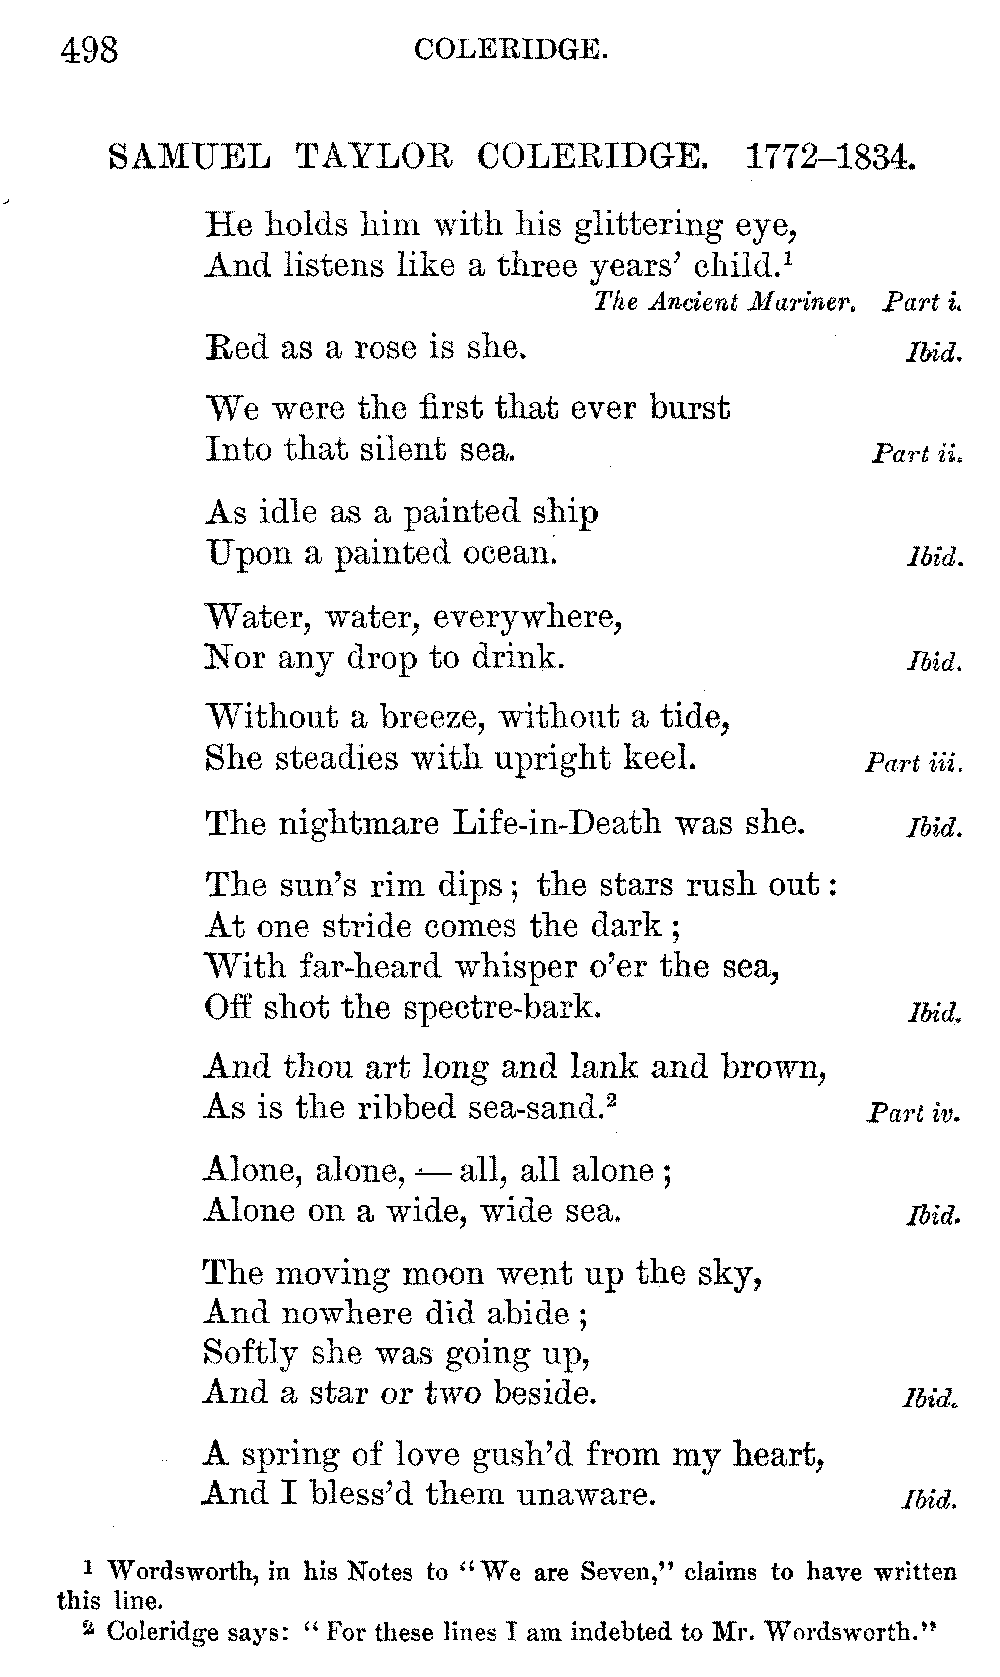 498 COLERIDGE.
SAMUEL TAYLOR COLERIDGE. 1772–1834.
He holds him with his glittering eye,
And listens like a three years’ child.¹
The Ancient Mariner. Part i.
Red as a rose is she. Ibid.
We were the first that ever burst
Into that silent sea. Part ii.
As idle as a painted ship
Upon a painted ocean. Ibid.
Water, water, everywhere,
Nor any drop to drink. Ibid.
Without a breeze, without a tide,
She steadies with upright keel. Part iii.
The nightmare Life-in-Death was she. Ibid.
The sun’s rim dips; the stars rush out:
At one stride comes the dark;
With far-heard whisper o’er the sea,
Off shot the spectre-bark. Ibid.
And thou art long and lank and brown,
As is the ribbed sea-sand.² Part iv.
Alone, alone, — all, all alone;
Alone on a wide, wide sea. Ibid.
The moving moon went up the sky,
And nowhere did abide;
Softly she was going up,
And a star or two beside. Ibid.
A spring of love gush’d from my heart,
And I bless’d them unaware. Ibid.
¹ Wordsworth, in his Notes to “We are Seven,” claims to have written
this line.
² Coleridge says: “For these lines I am indebted to Mr. Wordsworth.”